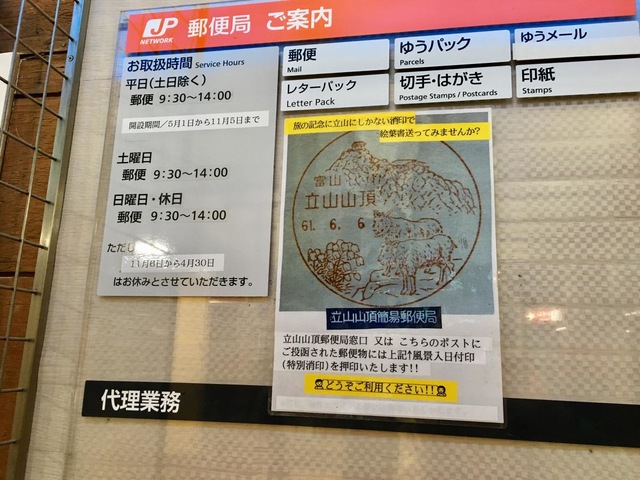 JP
NETWORK
郵便局 ご案内
お取扱時間 Service Hours
平日(土日除く)
郵便 9:30~14:00
開設期間/5月1日から11月5日まで
土曜日
郵便 9:30~14:00
日曜日・休日
郵便 9:30~14:00
ただし
11月6日から4月30日
はお休みとさせていただきます。
郵便
Mail
ゆうパック
Parcels
ゆうメール
レターパック
Letter Pack
切手・はがき
Postage Stamps / Postcards
印紙
Stamps
旅の記念に立山にしかない消印で
絵葉書送ってみませんか?
富山
立山山頂
61. 6. 6
立山山頂簡易郵便局
立山山頂郵便局窓口 又は こちらのポストに
ご投函された郵便物には上記↑風景入日付印
(特別消印)を押印いたします!!
どうぞご利用ください!!
代理業務